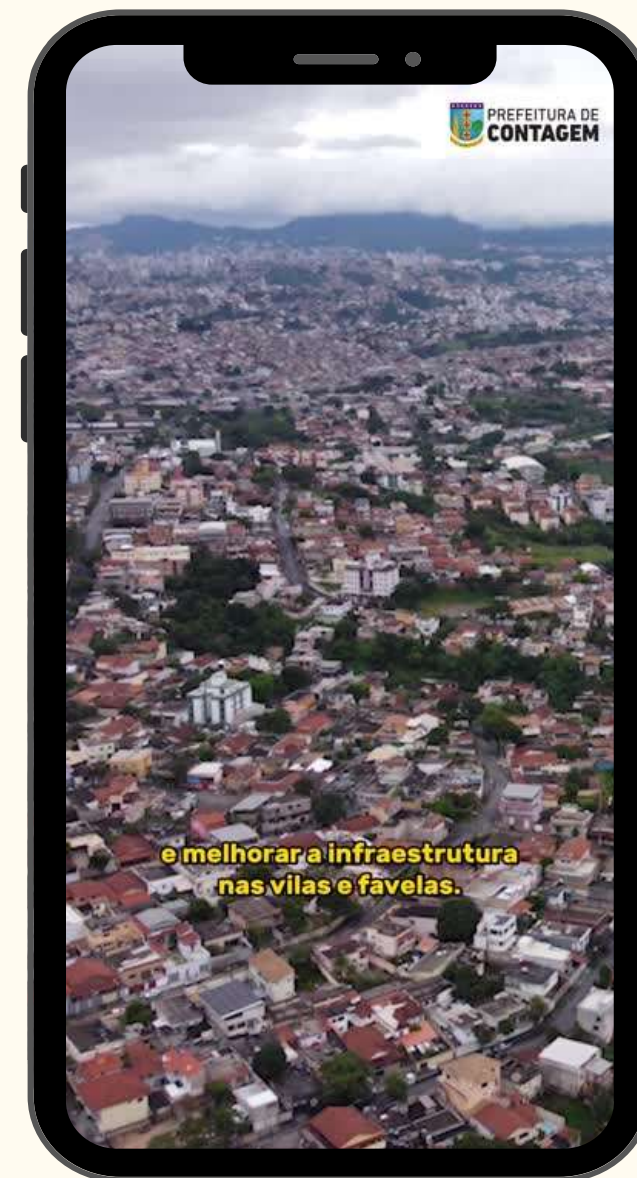 PREFEITURA DE
CONTAGEM
e melhorar a infraestrutura
nas vilas e favelas.